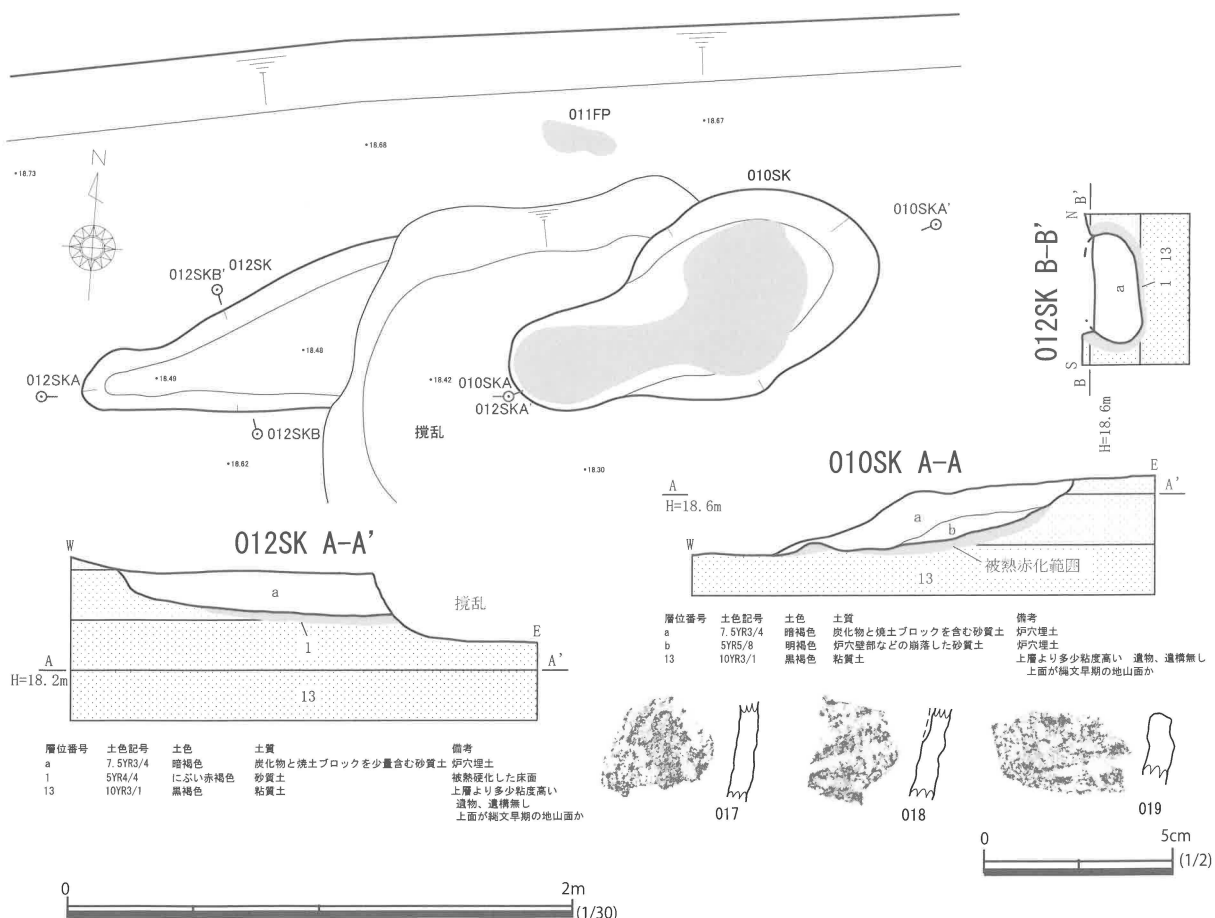 011FP
*18.67
*18.68
N
*18.73
010SK
010SKA'
012SKB'
012SK
*18.48
012SKA
*18.49
*18.42
010SKA
012SKA'
012SKB
撹乱
*18.62
*18.30
012SK B-B'
N
B'
a
1
13
S
B
H=18.6m
010SK A-A
A
H=18.6m
E
A'
a
b
W
被熱赤化範囲
13
層位番号 土色記号 土色 土質 備考
a 7.5YR3/4 暗褐色 炭化物と焼土ブロックを含む砂質土 炉穴埋土
b 5YR5/8 明褐色 炉穴壁部などの崩落した砂質土 炉穴埋土
13 10YR3/1 黒褐色 粘質土 上層より多少粘度高い 遺物、遺構無し
上面が縄文早期の地山面か
012SK A-A'
W
a
撹乱
1
E
A
H=18.2m
A'
13
層位番号 土色記号 土色 土質 備考
a 7.5YR3/4 暗褐色 炭化物と焼土ブロックを少量含む砂質土 炉穴埋土
1 5YR4/4 にぶい赤褐色 砂質土 被熱硬化した床面
13 10YR3/1 黒褐色 粘質土 上層より多少粘度高い
遺物、遺構無し
上面が縄文早期の地山面か
017
018
019
0 5cm
(1/2)
0 2m
(1/30)